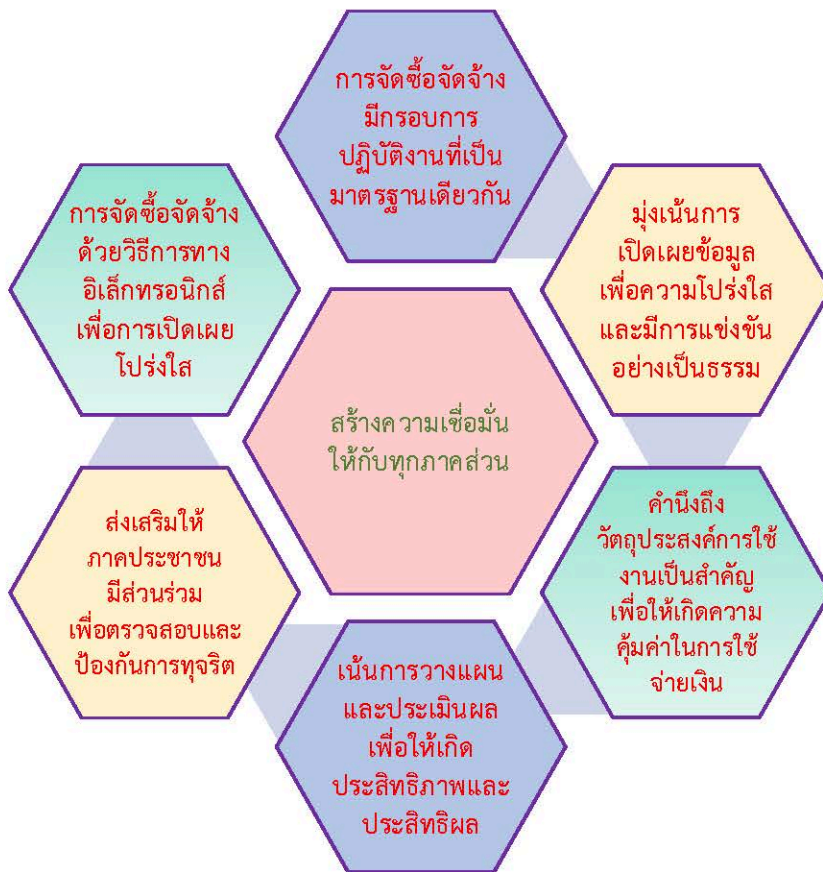 การจัดซื้อจัดจ้าง
มีกรอบการ
ปฏิบัติงานที่เป็น
มาตรฐานเดียวกัน
มุ่งเน้นการ
เปิดเผยข้อมูล
เพื่อความโปร่งใส
และมีการแข่งขัน
อย่างเป็นธรรม
คำนึงถึง
วัตถุประสงค์การใช้
งานเป็นสำคัญ
เพื่อให้เกิดความ
คุ้มค่าในการใช้
จ่ายเงิน
เน้นการวางแผน
และประเมินผล
เพื่อให้เกิด
ประสิทธิภาพและ
ประสิทธิผล
ส่งเสริมให้
ภาคประชาชน
มีส่วนร่วม
เพื่อตรวจสอบและ
ป้องกันการทุจริต
การจัดซื้อจัดจ้าง
ด้วยวิธีการทาง
อิเล็กทรอนิกส์
เพื่อการเปิดเผย
โปร่งใส
สร้างความเชื่อมั่น
ให้กับทุกภาคส่วน